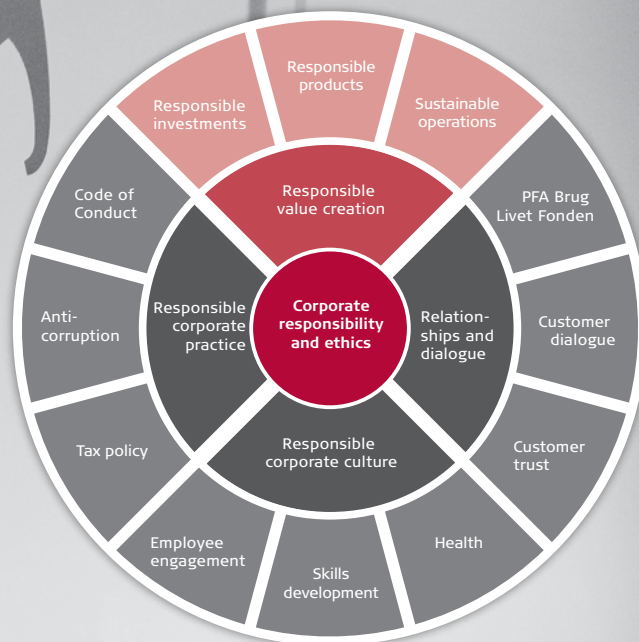 Responsible
products
Responsible
investments
Sustainable
operations
Responsible
value creation
Code of
Conduct
PFA Brug
Livet Fonden
Corporate
responsibility
and ethics
Responsible
corporate
practice
Relation-
ships and
dialogue
Anti-
corruption
Customer
dialogue
Tax policy
Responsible
corporate culture
Customer
trust
Employee
engagement
Skills
development
Health